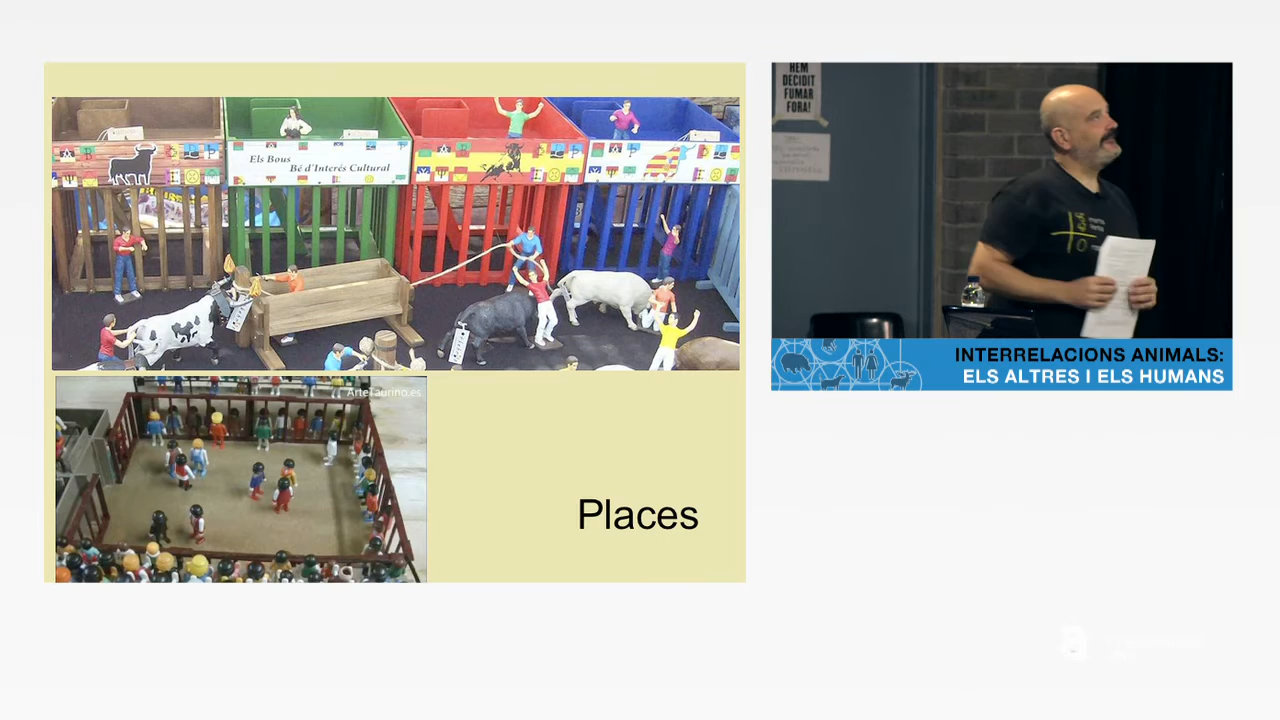 Els Bous
Bé d'Interés Cultural
ArteTaurino.es
Places
HEM
DECIDIT
FUMAR
FORA!
INTERRELACIONS ANIMALS:
ELS ALTRES I ELS HUMANS